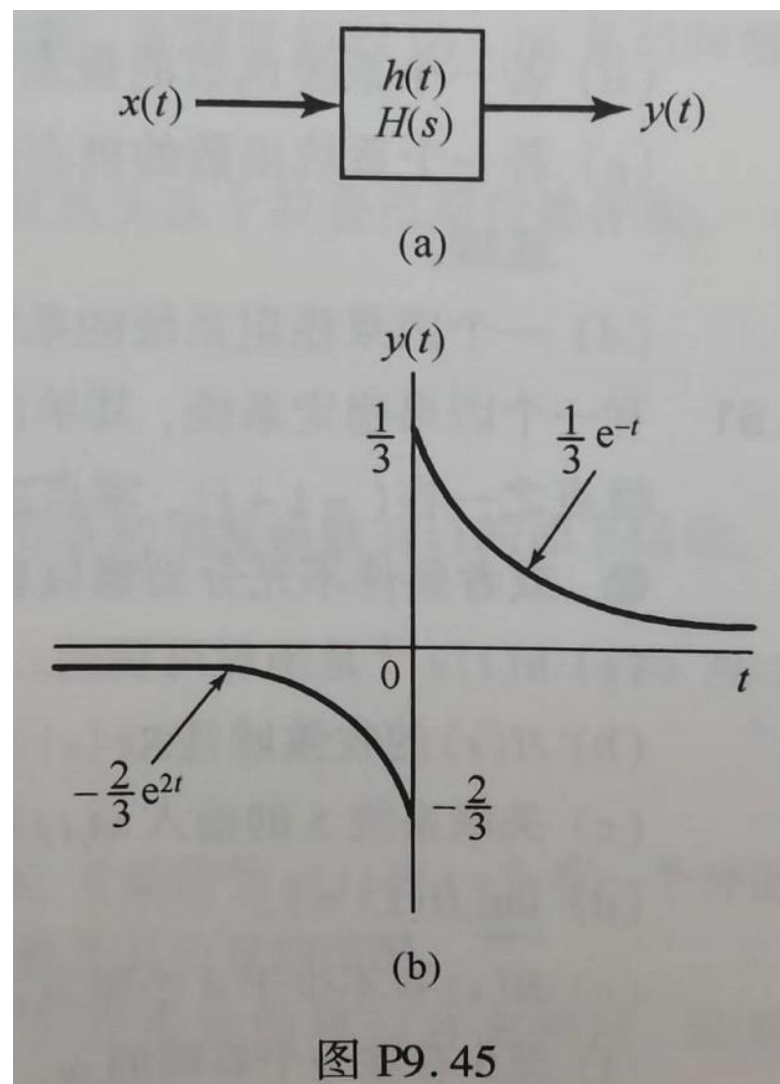 x(t)
h(t)
H(s)
y(t)
(a)
y(t)
1/3
1/3 e^{-t}
0
t
-2/3 e^{2t}
-2/3
(b)
图 P9.45